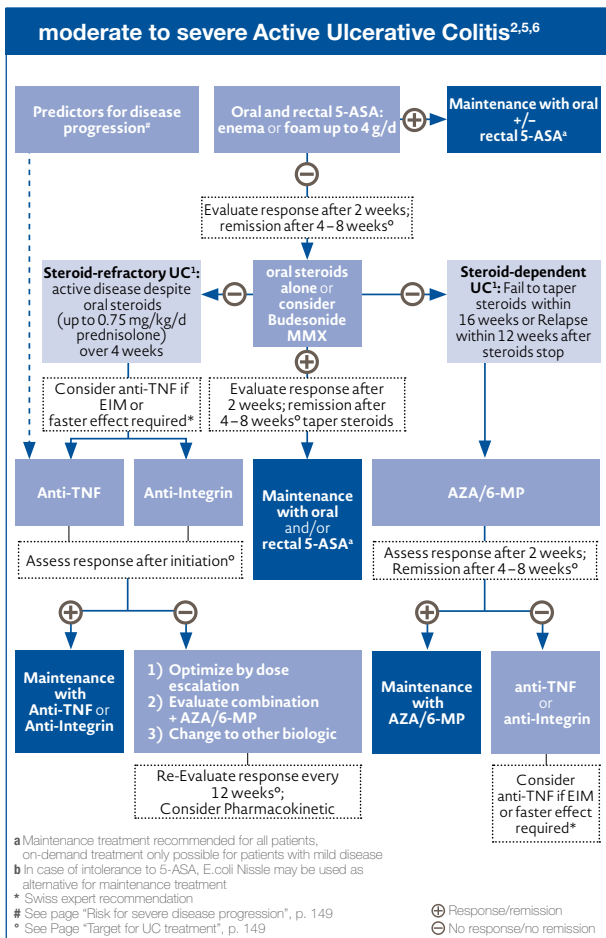 moderate to severe Active Ulcerative Colitis2,5,6
Predictors for disease
progression#
Oral and rectal 5-ASA:
enema or foam up to 4 g/d
Maintenance with oral
+/–
rectal 5-ASAa
Evaluate response after 2 weeks;
remission after 4–8 weeks°
Steroid-refractory UC1:
active disease despite
oral steroids
(up to 0.75 mg/kg/d
prednisolone)
over 4 weeks
oral steroids
alone or
consider
Budesonide
MMX
Steroid-dependent
UC1: Fail to taper
steroids within
16 weeks or Relapse
within 12 weeks after
steroids stop
Consider anti-TNF if
EIM or
faster effect required*
Evaluate response after
2 weeks; remission after
4–8 weeks° taper steroids
Anti-TNF
Anti-Integrin
Maintenance
with oral
and/or
rectal 5-ASAa
AZA/6-MP
Assess response after initiation°
Assess response after 2 weeks;
Remission after 4–8 weeks°
Maintenance
with
Anti-TNF or
Anti-Integrin
1) Optimize by dose
escalation
2) Evaluate combination
+ AZA/6-MP
3) Change to other biologic
Maintenance
with
AZA/6-MP
anti-TNF
or
anti-Integrin
Re-Evaluate response every
12 weeks°;
Consider Pharmacokinetic
Consider
anti-TNF if EIM
or faster effect
required*
a Maintenance treatment recommended for all patients,
on-demand treatment only possible for patients with mild disease
b In case of intolerance to 5-ASA, E.coli Nissle may be used as
alternative for maintenance treatment
* Swiss expert recommendation
# See page "Risk for severe disease progression", p. 149
° See Page "Target for UC treatment", p. 149
⊕ Response/remission
⊖ No response/no remission